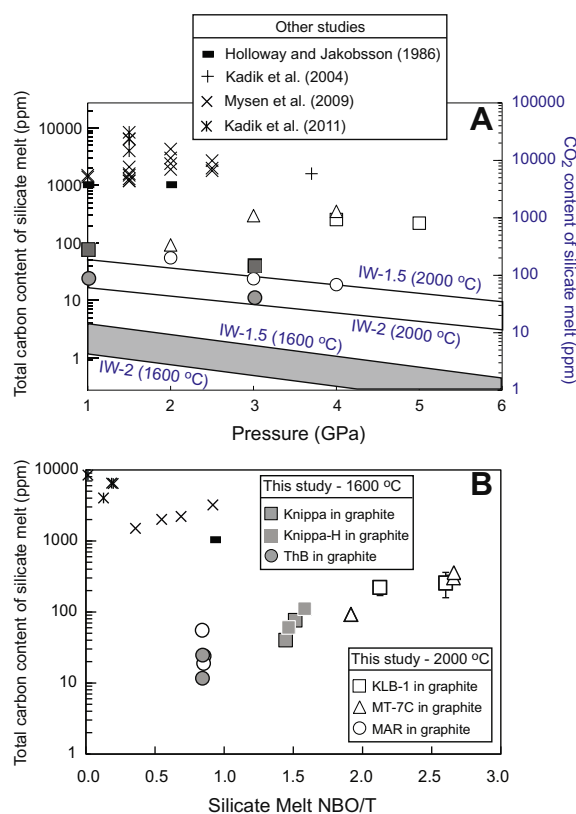 Other studies
Holloway and Jakobsson (1986)
Kadik et al. (2004)
Mysen et al. (2009)
Kadik et al. (2011)
A
Total carbon content of silicate melt (ppm)
10000
1000
100
10
1
100000
10000
1000
100
10
1
CO2 content of silicate melt (ppm)
IW-1.5 (2000 °C)
IW-2 (2000 °C)
IW-1.5 (1600 °C)
IW-2 (1600 °C)
1 2 3 4 5 6
Pressure (GPa)
B
Total carbon content of silicate melt (ppm)
10000
1000
100
10
1
This study - 1600 °C
Knippa in graphite
Knippa-H in graphite
ThB in graphite
This study - 2000 °C
KLB-1 in graphite
MT-7C in graphite
MAR in graphite
0.0 0.5 1.0 1.5 2.0 2.5 3.0
Silicate Melt NBO/T